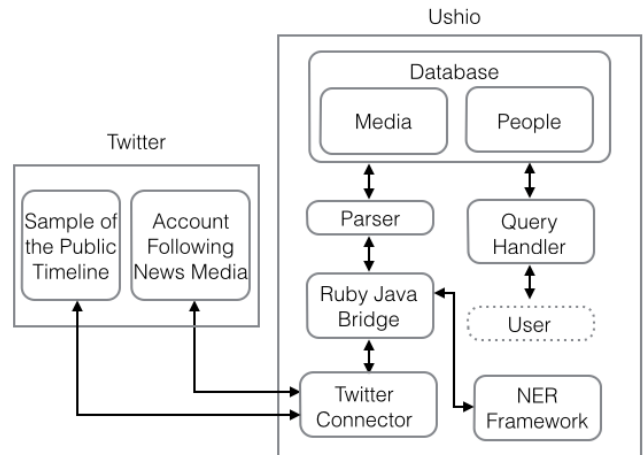 Ushio
Database
Media
People
Twitter
Sample of
the Public
Timeline
Account
Following
News Media
Parser
Query
Handler
Ruby Java
Bridge
User
Twitter
Connector
NER
Framework